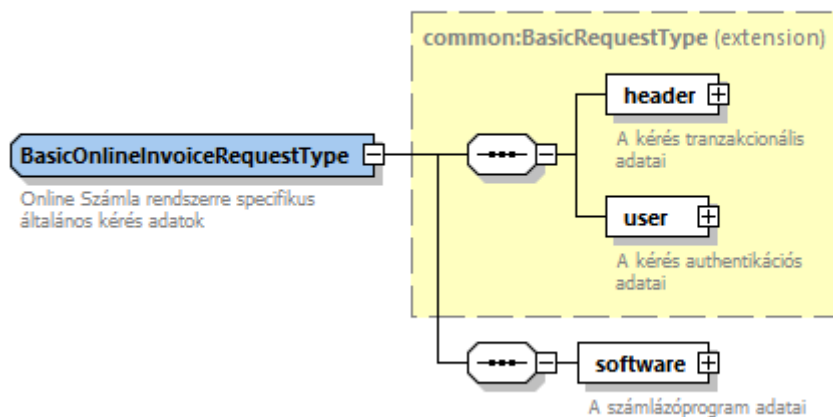 common:BasicRequestType (extension)
header
A kérés tranzakcionális
adatai
BasicOnlineInvoiceRequestType
Online Számla rendszerre specifikus
általános kérés adatok
user
A kérés authentikációs
adatai
software
A számlázóprogram adatai